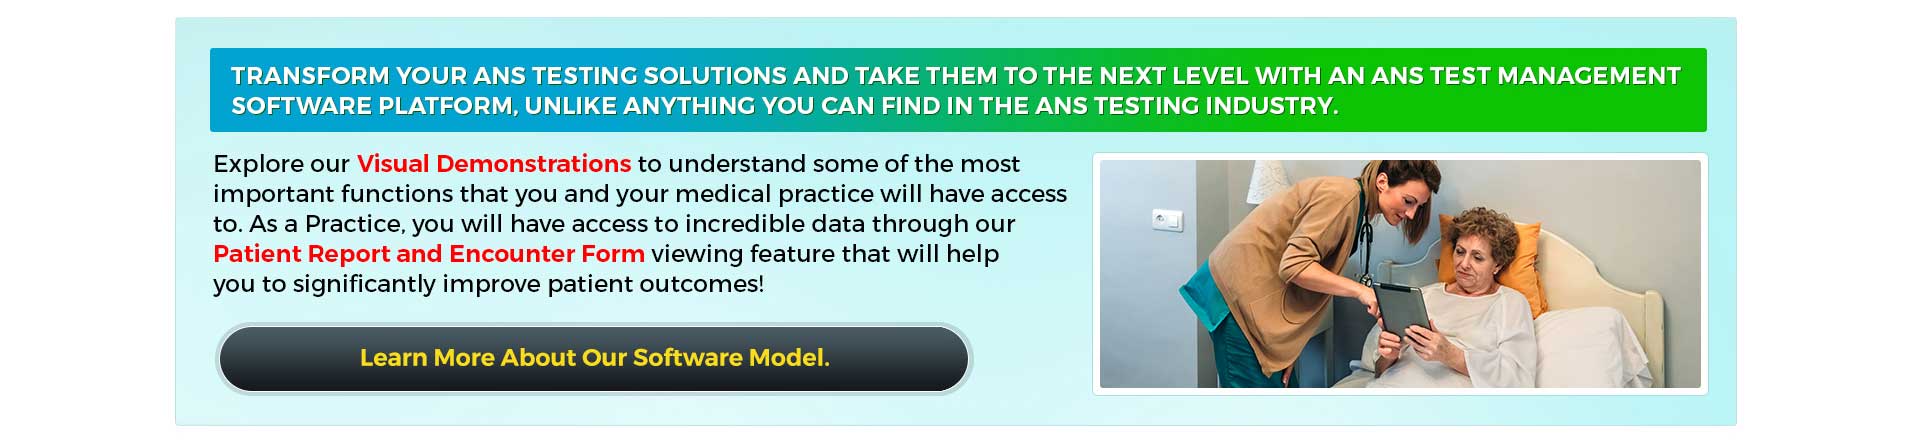 TRANSFORM YOUR ANS TESTING SOLUTIONS AND TAKE THEM TO THE NEXT LEVEL WITH AN ANS TEST MANAGEMENT
SOFTWARE PLATFORM, UNLIKE ANYTHING YOU CAN FIND IN THE ANS TESTING INDUSTRY.
Explore our Visual Demonstrations to understand some of the most
important functions that you and your medical practice will have access
to. As a Practice, you will have access to incredible data through our
Patient Report and Encounter Form viewing feature that will help
you to significantly improve patient outcomes!
Learn More About Our Software Model.